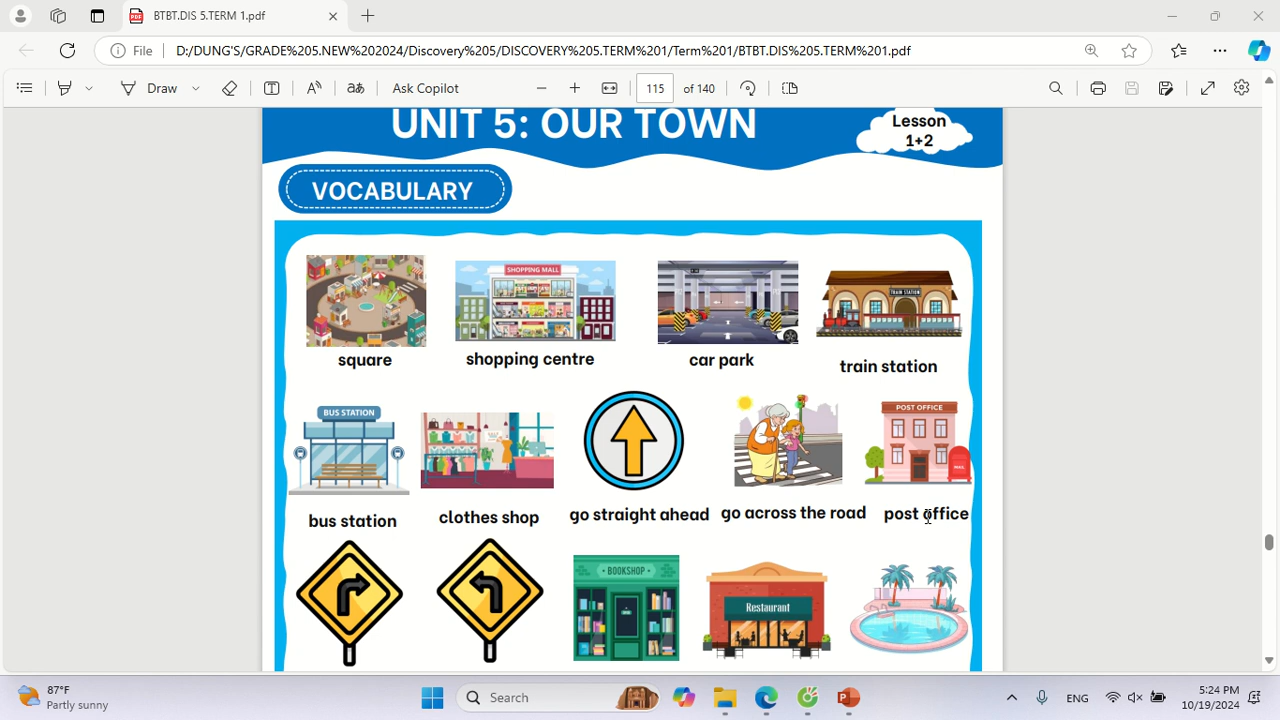 BTBT.DIS 5.TERM 1.pdf
File
D:/DUNG'S/GRADE%205.NEW%202024/Discovery%205/DISCOVERY%205.TERM%201/Term%201/BTBT.DIS%205.TERM%201.pdf
Draw
Ask Copilot
115 of 140
UNIT 5: OUR TOWN
Lesson
1+2
VOCABULARY
SHOPPING MALL
TRAIN STATION
square
shopping centre
car park
train station
BUS STATION
POST OFFICE
MAIL
bus station
clothes shop
go straight ahead
go across the road
post office
BOOKSHOP
Restaurant
87°F
Partly sunny
Search
ENG
5:24 PM
10/19/2024